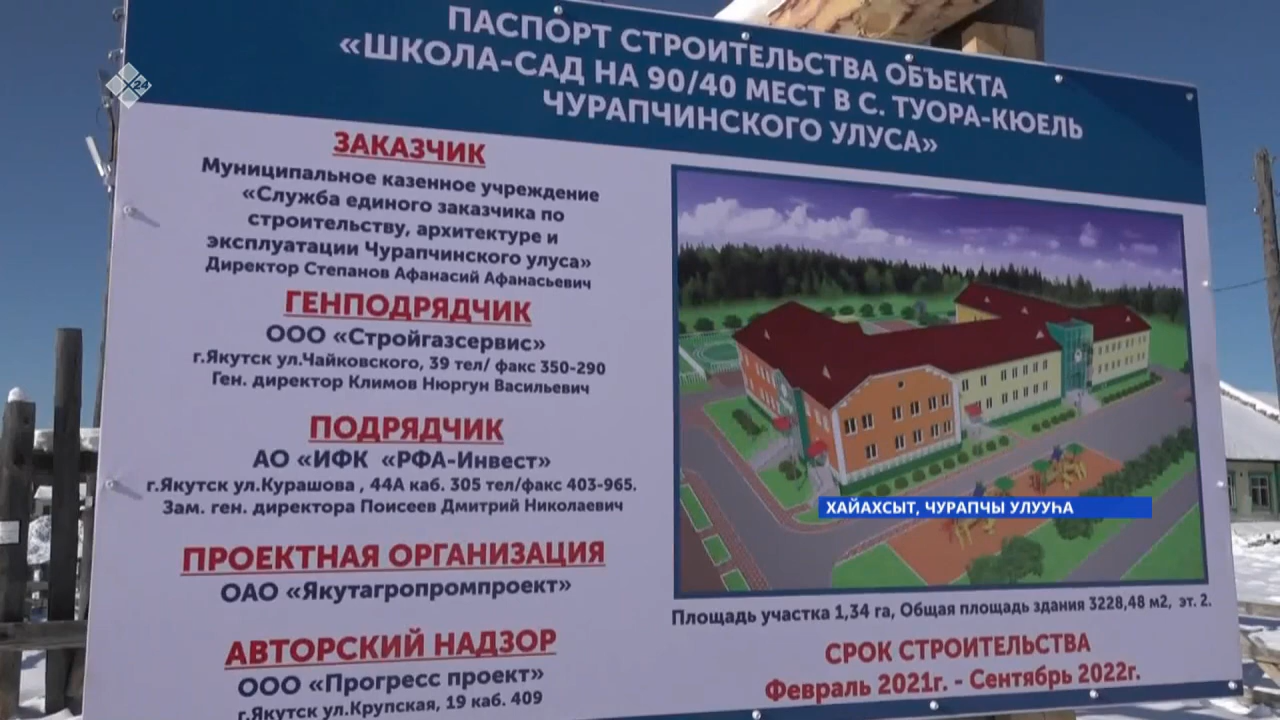 ПАСПОРТ СТРОИТЕЛЬСТВА ОБЪЕКТА
«ШКОЛА-САД НА 90/40 МЕСТ В С. ТУОРА-КЮЕЛЬ
ЧУРАПЧИНСКОГО УЛУСА»
Х24
ЗАКАЗЧИК
Муниципальное казенное учреждение
«Служба единого заказчика по
строительству, архитектуре и
эксплуатации Чурапчинского улуса»
Директор Степанов Афанасий Афанасьевич
ГЕНПОДРЯДЧИК
ООО «Стройгазсервис»
г.Якутск ул.Чайковского, 39 тел/ факс 350-290
Ген. директор Климов Нюргун Васильевич
ПОДРЯДЧИК
АО «ИФК «РФА-Инвест»
г.Якутск ул.Курашова , 44А каб. 305 тел/факс 403-965.
Зам. ген. директора Поисеев Дмитрий Николаевич
ПРОЕКТНАЯ ОРГАНИЗАЦИЯ
ОАО «Якутагропромпроект»
АВТОРСКИЙ НАДЗОР
ООО «Прогресс проект»
г.Якутск ул.Крупская, 19 каб. 409
ХАЙАХСЫТ, ЧУРАПЧЫ УЛУУҺА
Площадь участка 1,34 га, Общая площадь здания 3228,48 м2, эт. 2.
СРОК СТРОИТЕЛЬСТВА
Февраль 2021г. - Сентябрь 2022г.